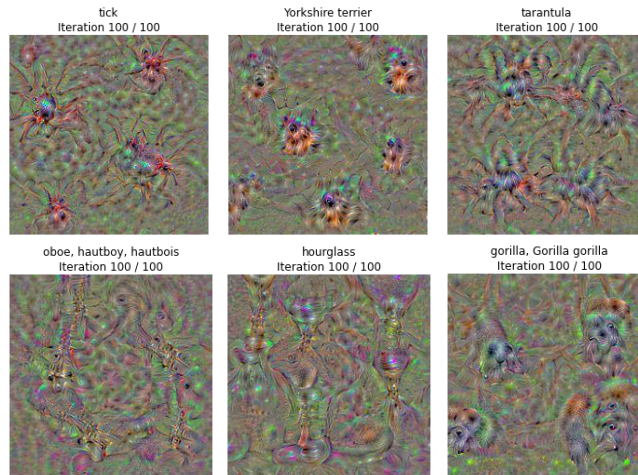 tick
Iteration 100 / 100
Yorkshire terrier
Iteration 100 / 100
tarantula
Iteration 100 / 100
oboe, hautboy, hautbois
Iteration 100 / 100
hourglass
Iteration 100 / 100
gorilla, Gorilla gorilla
Iteration 100 / 100